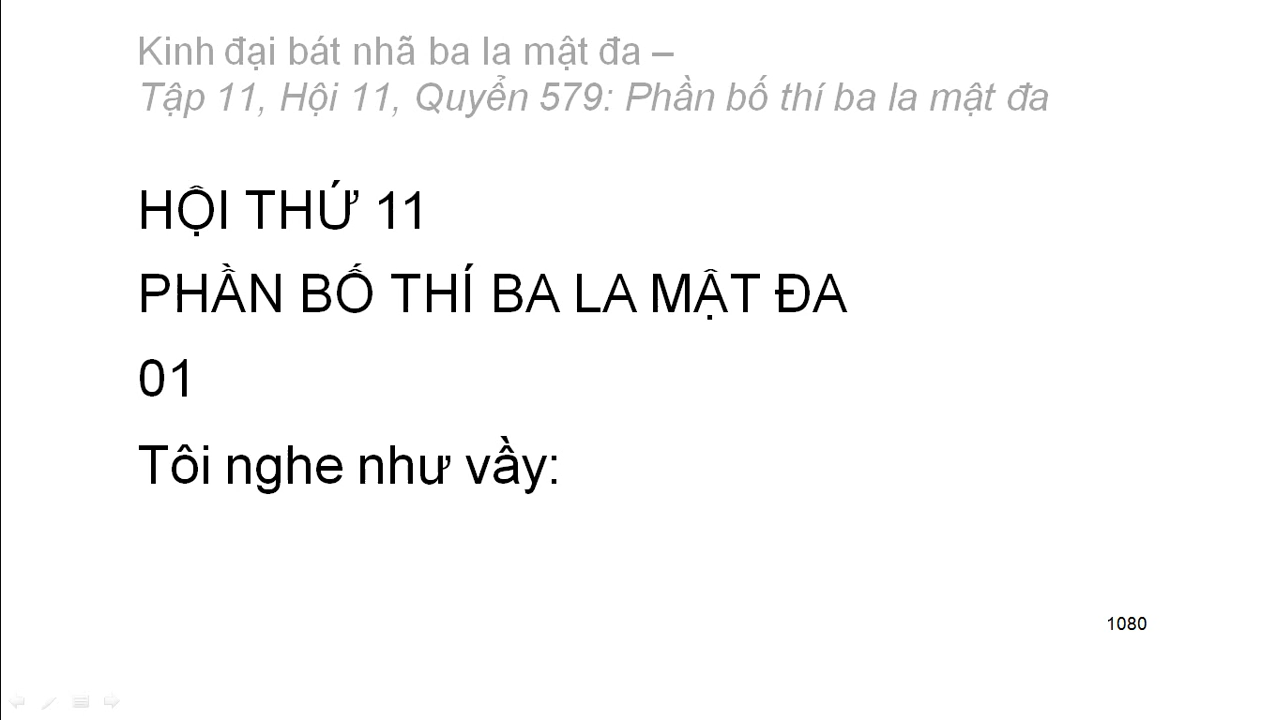 Kinh đại bát nhã ba la mật đa –
Tập 11, Hội 11, Quyển 579: Phần bố thí ba la mật đa
HỘI THỨ 11
PHẦN BỐ THÍ BA LA MẬT ĐA
01
Tôi nghe như vầy:
1080